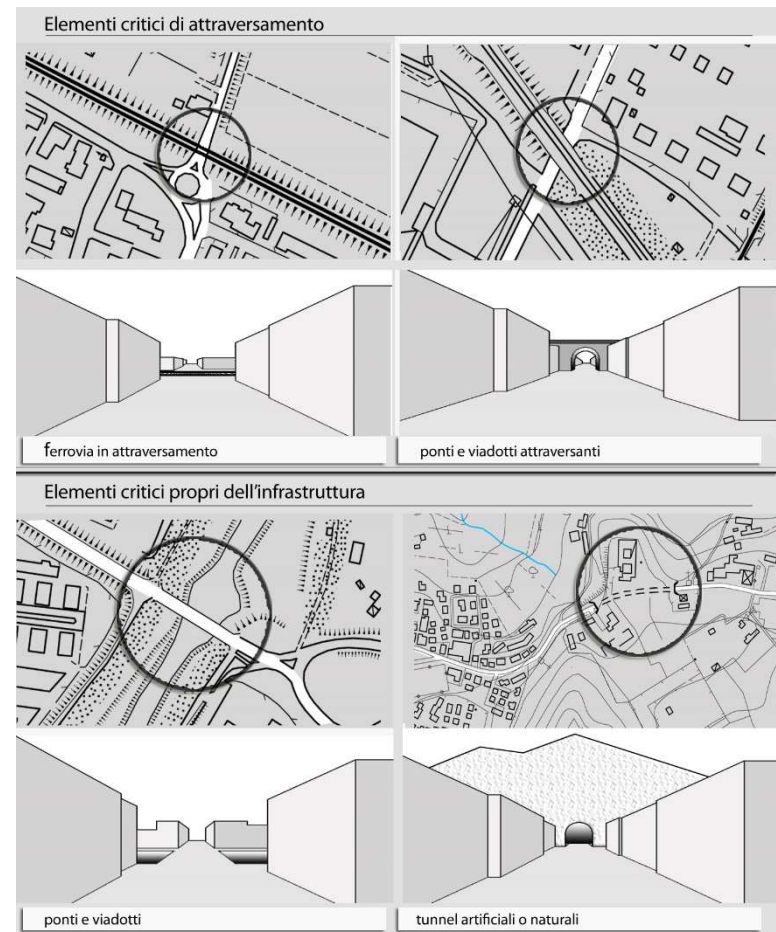 Elementi critici di attraversamento
ferrovia in attraversamento
ponti e viadotti attraversanti
Elementi critici propri dell'infrastruttura
ponti e viadotti
tunnel artificiali o naturali